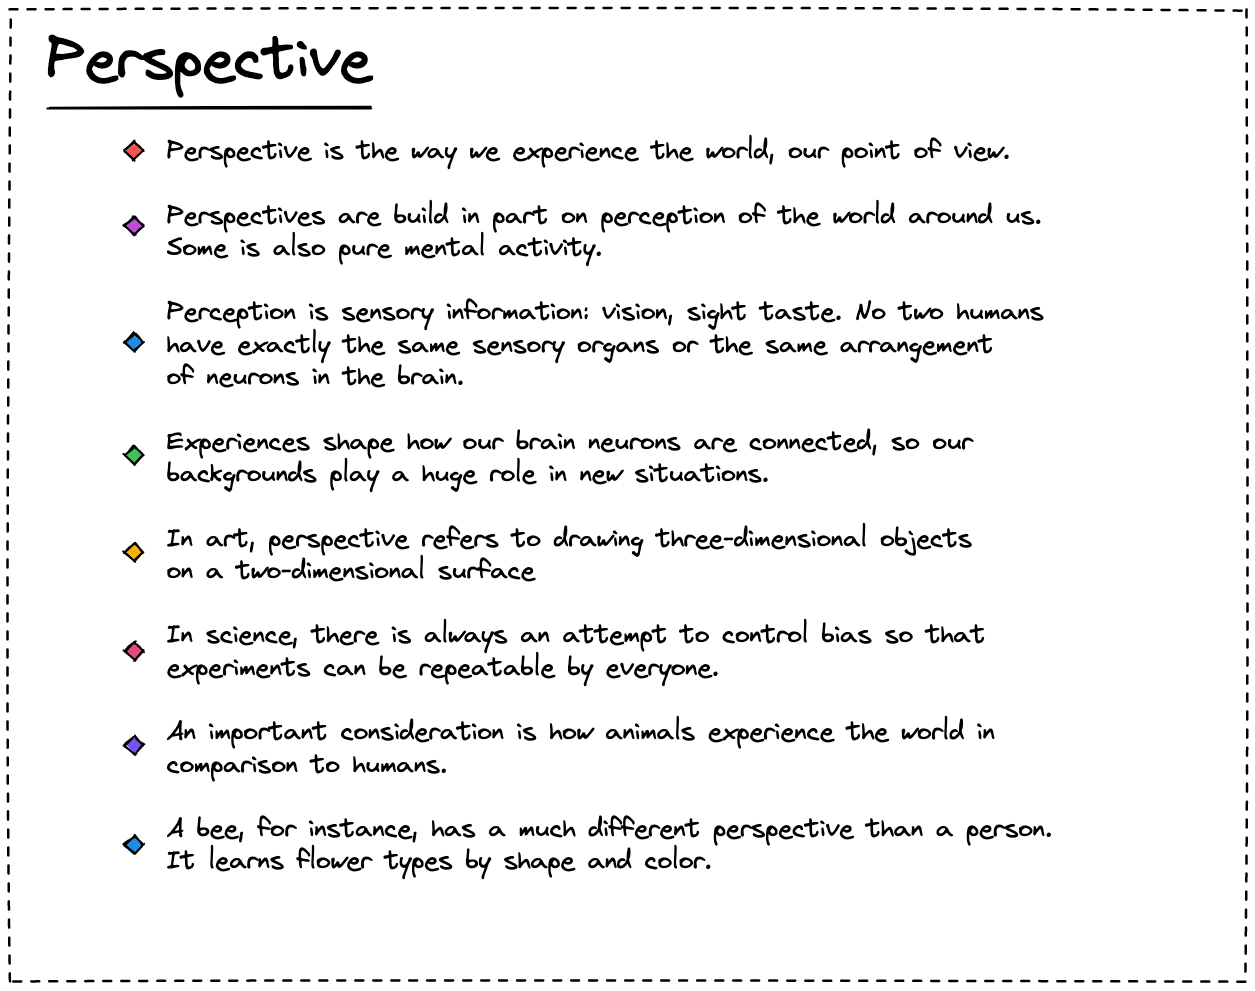 Perspective
Perspective is the way we experience the world, our point of view.
Perspectives are build in part on perception of the world around us.
Some is also pure mental activity.
Perception is sensory information: vision, sight taste. No two humans
have exactly the same sensory organs or the same arrangement
of neurons in the brain.
Experiences shape how our brain neurons are connected, so our
backgrounds play a huge role in new situations.
In art, perspective refers to drawing three-dimensional objects
on a two-dimensional surface
In science, there is always an attempt to control bias so that
experiments can be repeatable by everyone.
An important consideration is how animals experience the world in
comparison to humans.
A bee, for instance, has a much different perspective than a person.
It learns flower types by shape and color.